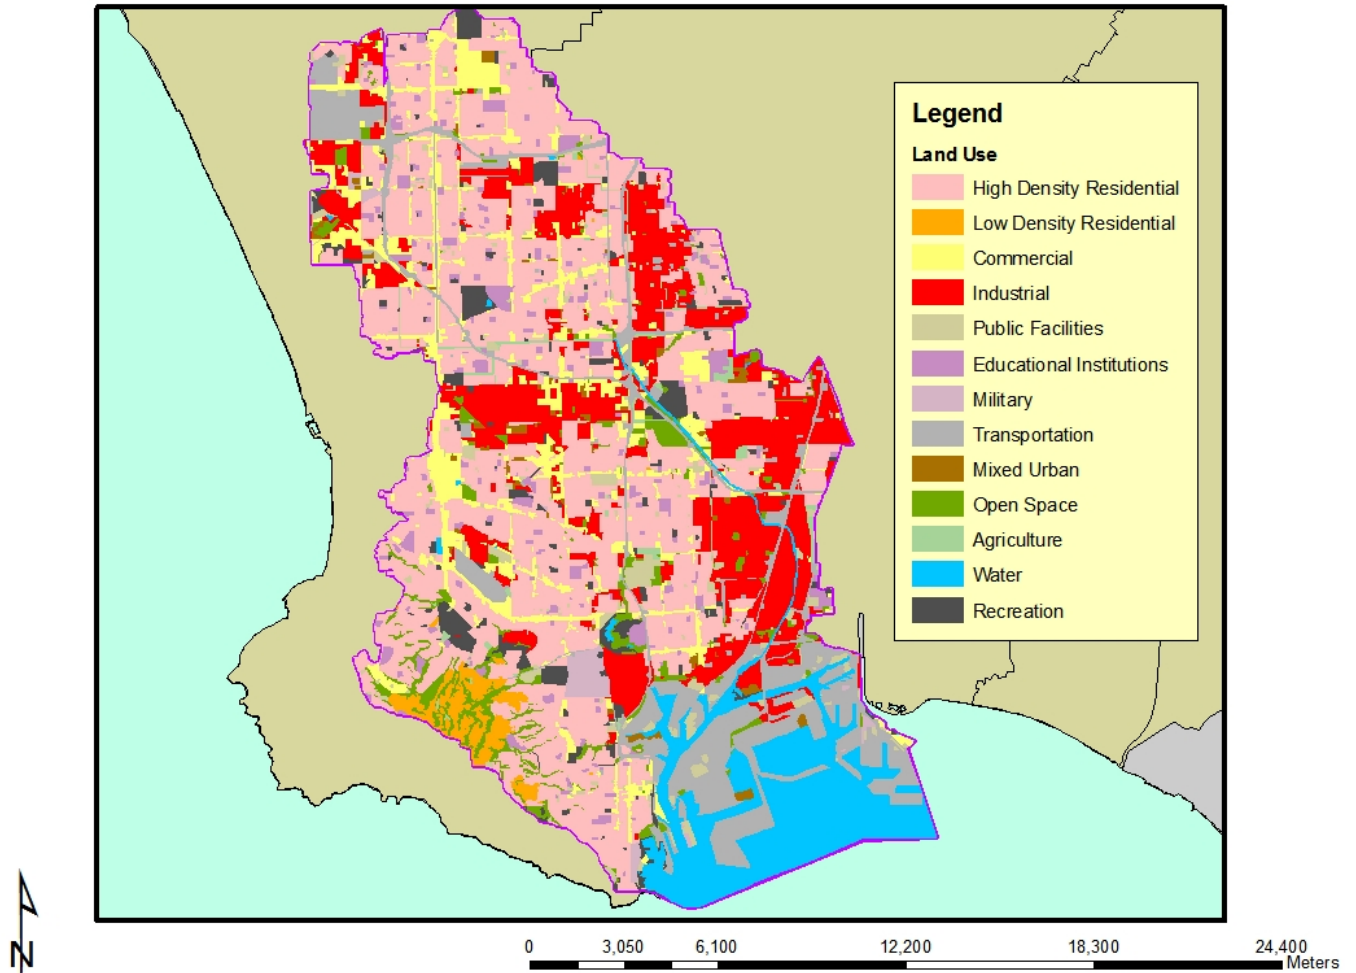 Legend
Land Use
High Density Residential
Low Density Residential
Commercial
Industrial
Public Facilities
Educational Institutions
Military
Transportation
Mixed Urban
Open Space
Agriculture
Water
Recreation
N
0 3,050 6,100 12,200 18,300 24,400
Meters